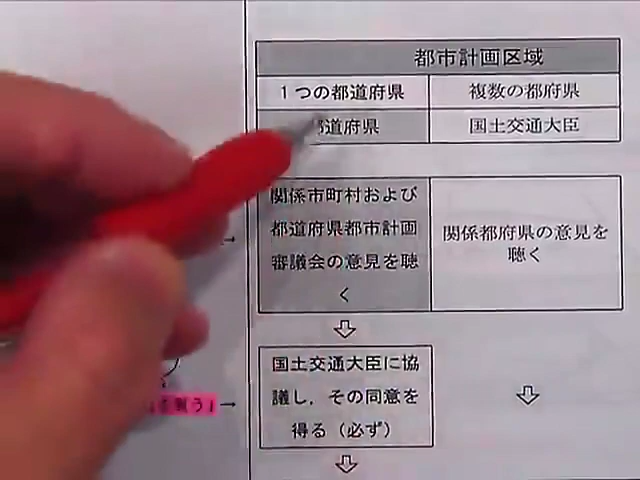 都市計画区域
1つの都道府県 複数の都府県
都道府県 国土交通大臣
関係市町村および
都道府県都市計画
審議会の意見を聴
く
関係都府県の意見を
聴く
国土交通大臣に協
議し，その同意を
得る（必ず）
う」